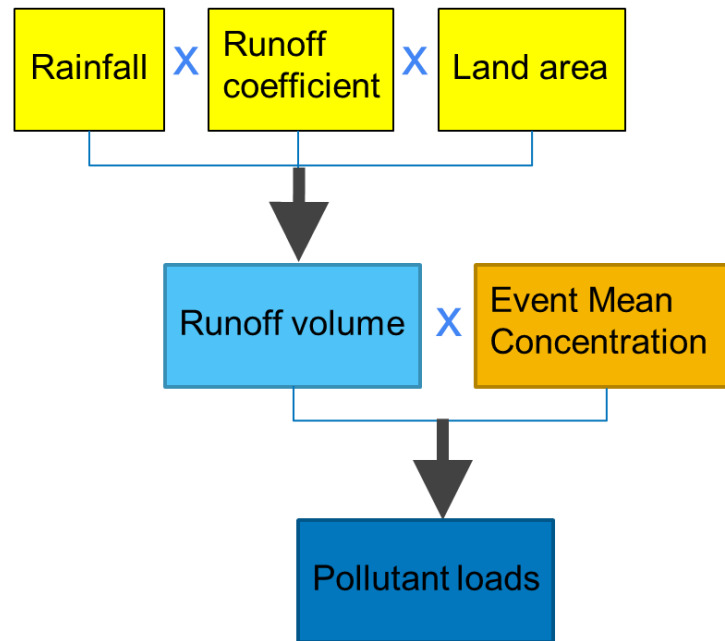 Rainfall
X
Runoff
coefficient
X
Land area
Runoff volume
X
Event Mean
Concentration
Pollutant loads